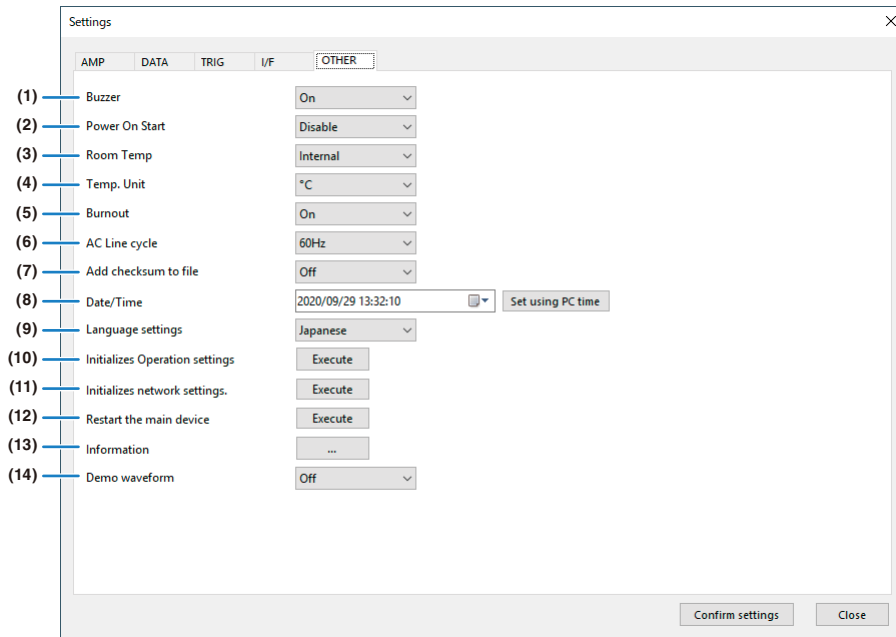 Settings
AMP DATA TRIG I/F OTHER
(1) Buzzer On
(2) Power On Start Disable
(3) Room Temp Internal
(4) Temp. Unit °C
(5) Burnout On
(6) AC Line cycle 60Hz
(7) Add checksum to file Off
(8) Date/Time 2020/09/29 13:32:10 Set using PC time
(9) Language settings Japanese
(10) Initializes Operation settings Execute
(11) Initializes network settings. Execute
(12) Restart the main device Execute
(13) Information ...
(14) Demo waveform Off
Confirm settings Close